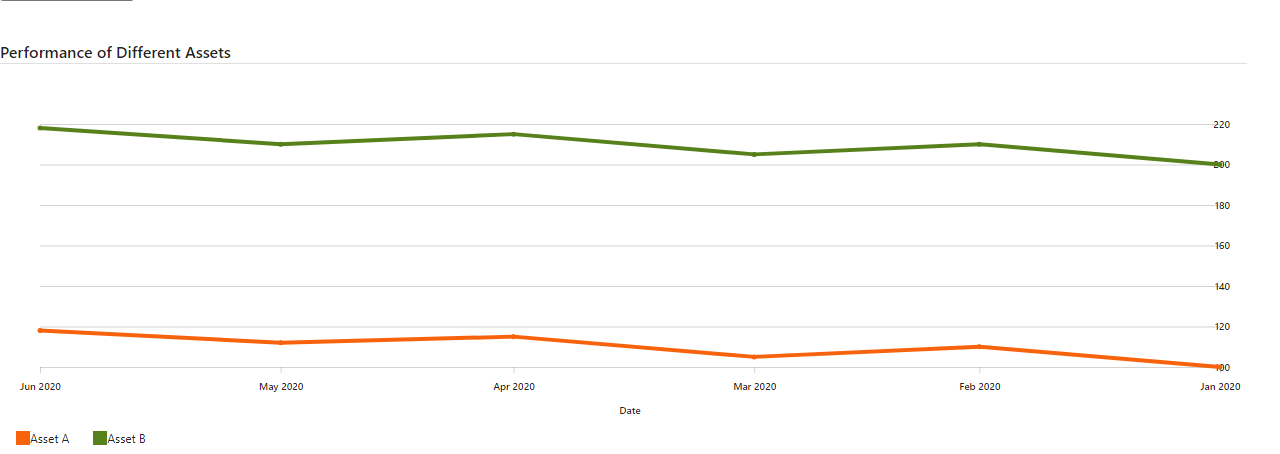 Performance of Different Assets
220
200
180
160
140
120
100
Jun 2020 May 2020 Apr 2020 Mar 2020 Feb 2020 Jan 2020
Date
Asset A Asset B